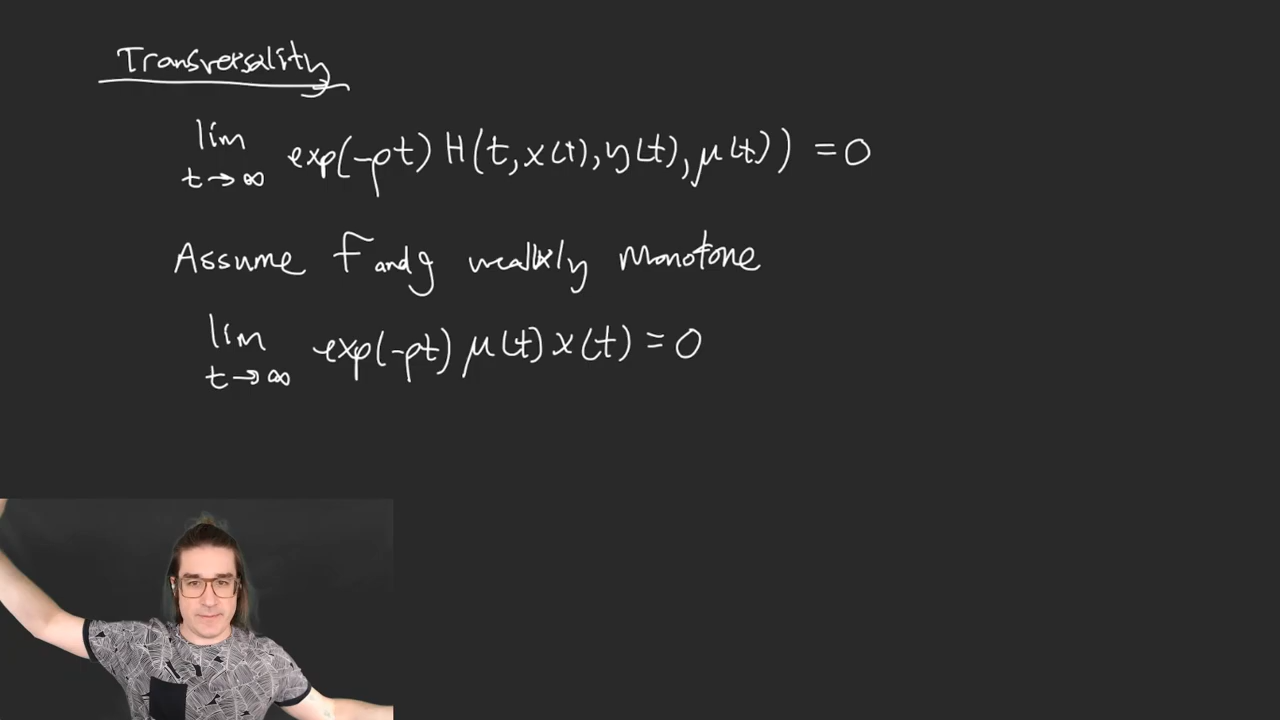 Transversality
lim t→∞ exp(-ρt) H(t, x(t), y(t), μ(t)) = 0
Assume f and g weakly monotone
lim t→∞ exp(-ρt) μ(t) x(t) = 0